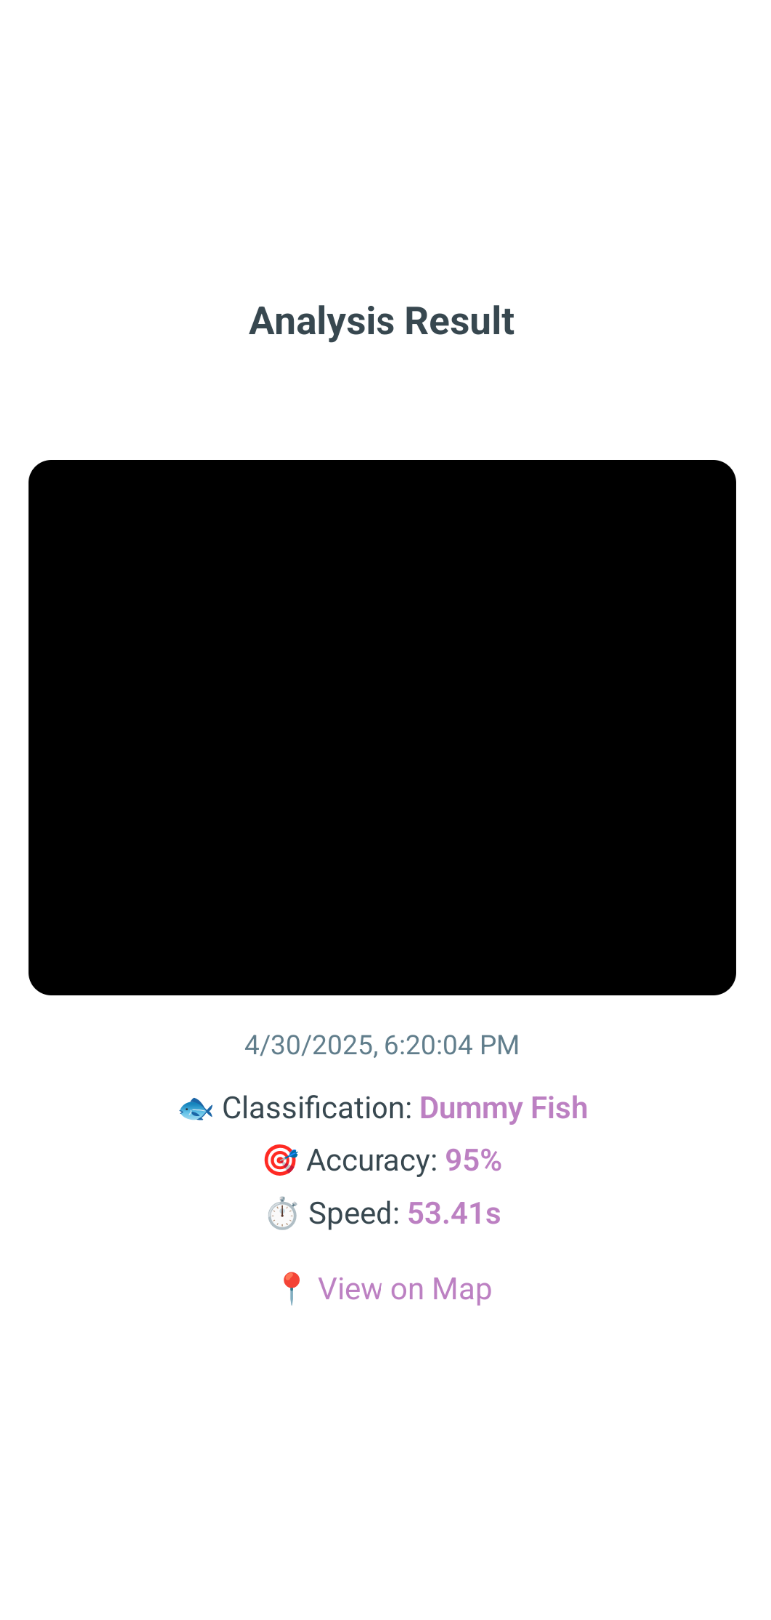 Analysis Result
4/30/2025, 6:20:04 PM
🐟 Classification: Dummy Fish
🎯 Accuracy: 95%
⏱️ Speed: 53.41s
📍 View on Map